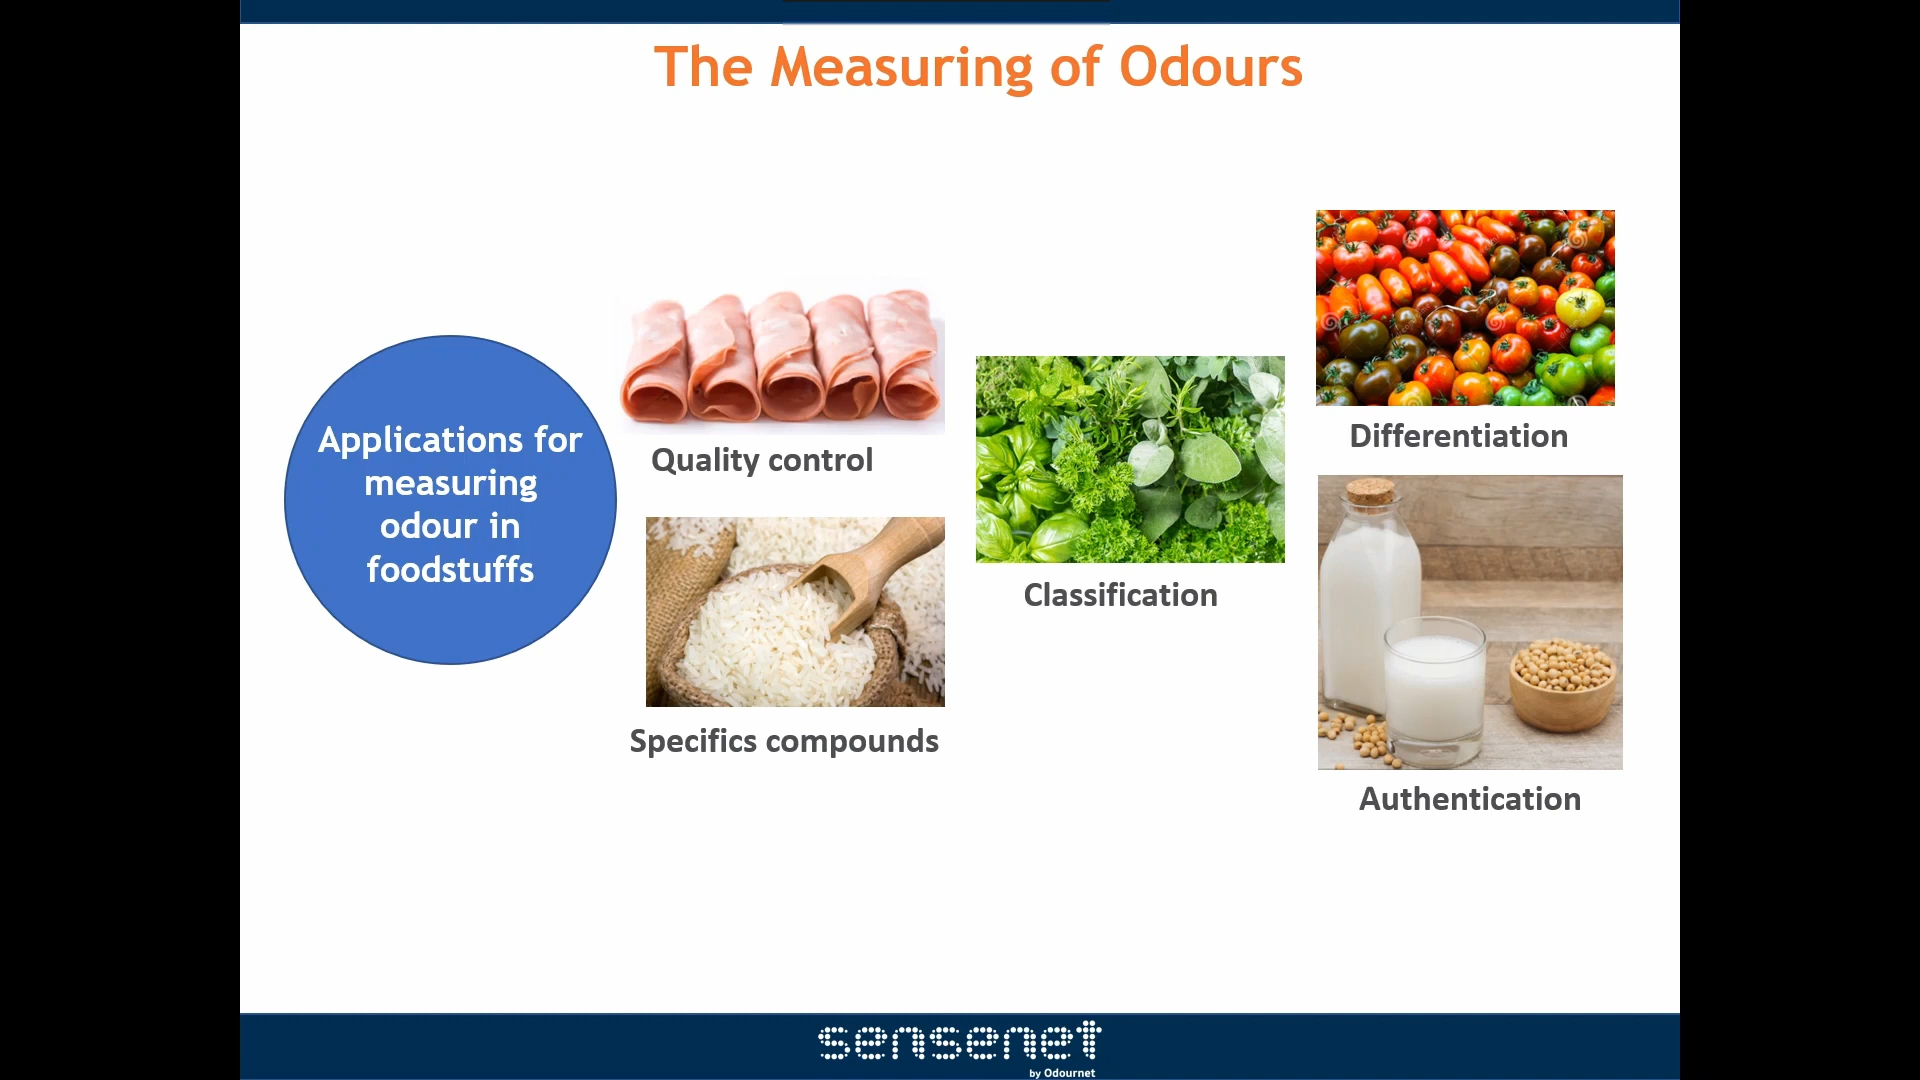 The Measuring of Odours
Applications for
measuring
odour in
foodstuffs
Quality control
Specifics compounds
Classification
Differentiation
Authentication
sensenet
by Odournet